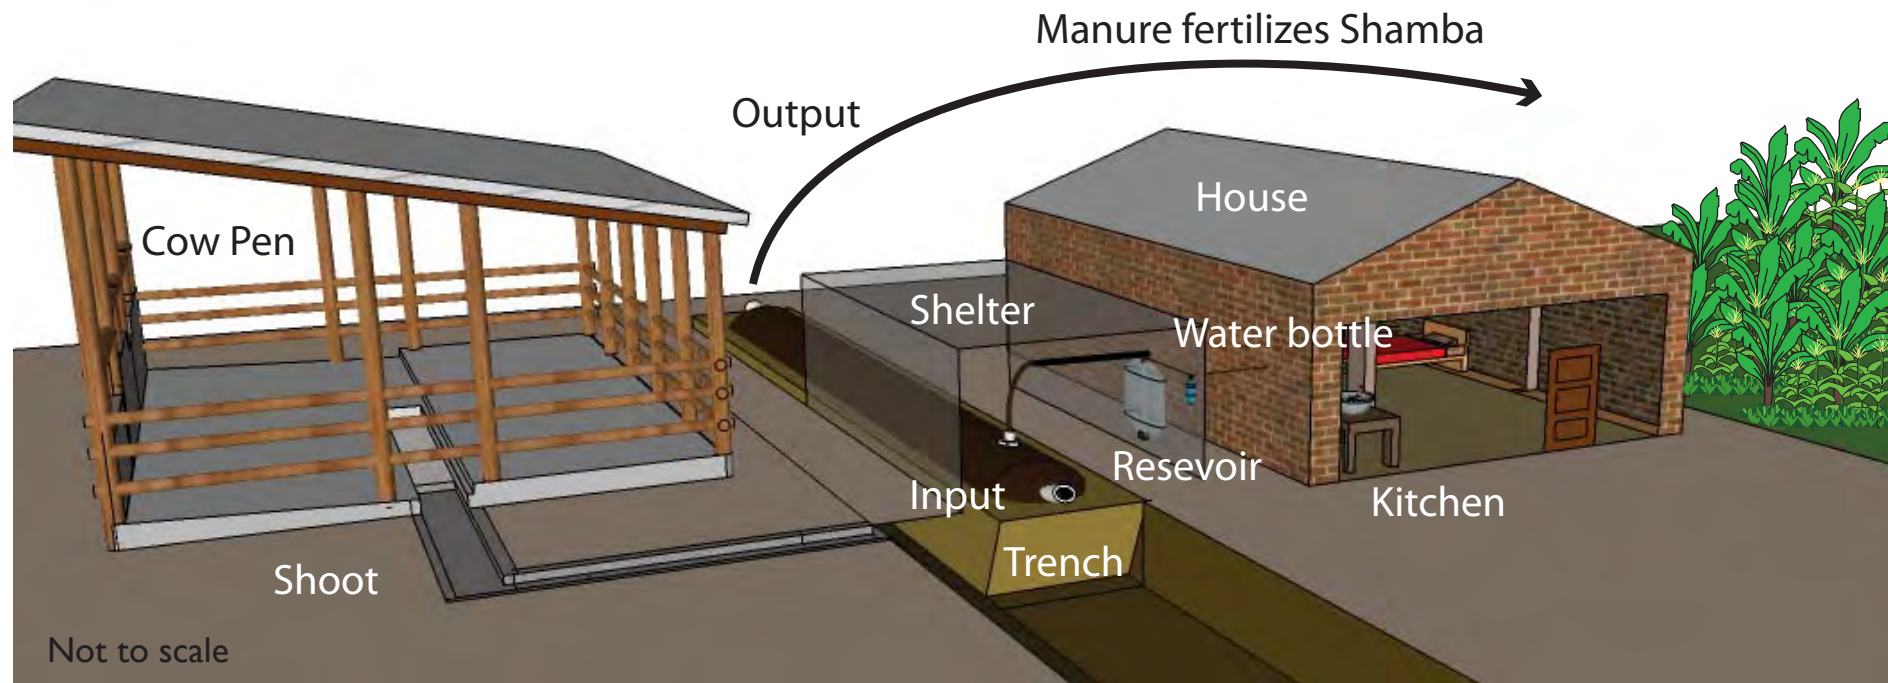 Manure fertilizes Shamba
Output
House
Cow Pen
Shelter
Water bottle
Resevoir
Input
Kitchen
Trench
Shoot
Not to scale